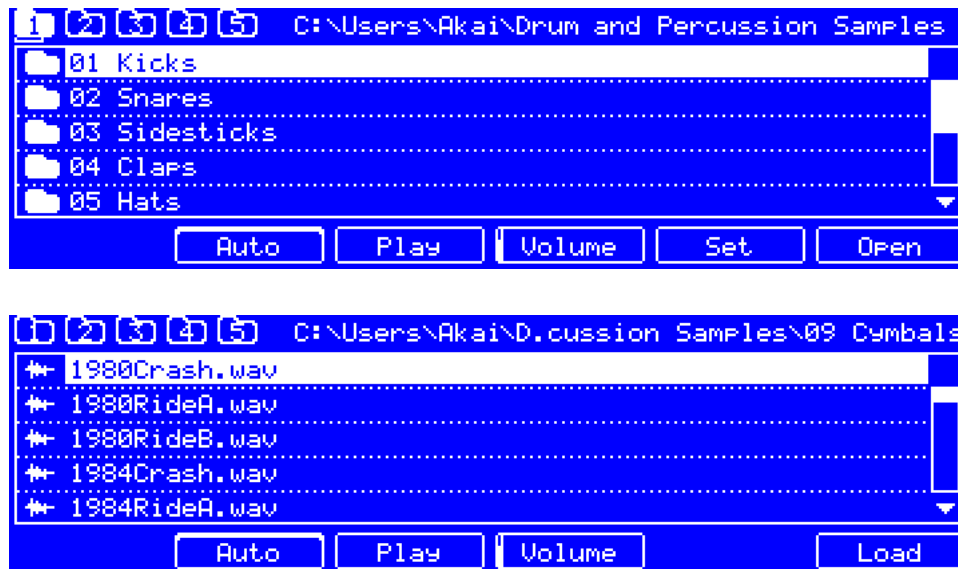 1 2 3 4 5 C:\Users\Akai\Drum and Percussion Samples
01 Kicks
02 Snares
03 Sidesticks
04 Claps
05 Hats
Auto Play Volume Set Open
1 2 3 4 5 C:\Users\Akai\D.cussion Samples\09 Cymbals
1980Crash.wav
1980RideA.wav
1980RideB.wav
1984Crash.wav
1984RideA.wav
Auto Play Volume Load